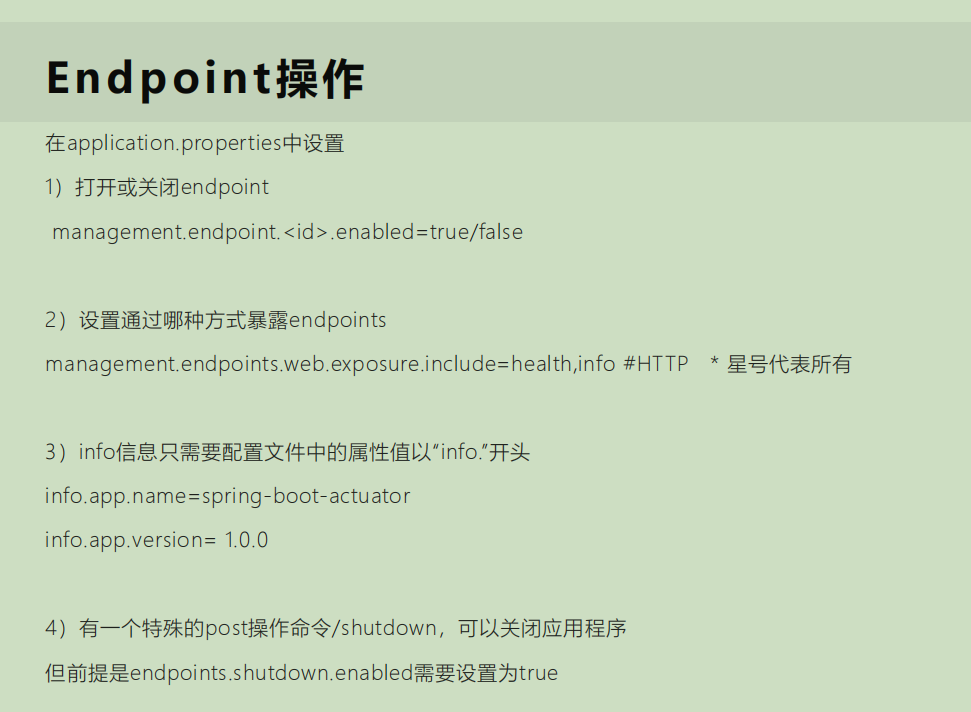 Endpoint操作
在application.properties中设置
1）打开或关闭endpoint
management.endpoint.<id>.enabled=true/false
2）设置通过哪种方式暴露endpoints
management.endpoints.web.exposure.include=health,info #HTTP * 星号代表所有
3）info信息只需要配置文件中的属性值以“info.”开头
info.app.name=spring-boot-actuator
info.app.version= 1.0.0
4）有一个特殊的post操作命令/shutdown，可以关闭应用程序
但前提是endpoints.shutdown.enabled需要设置为true